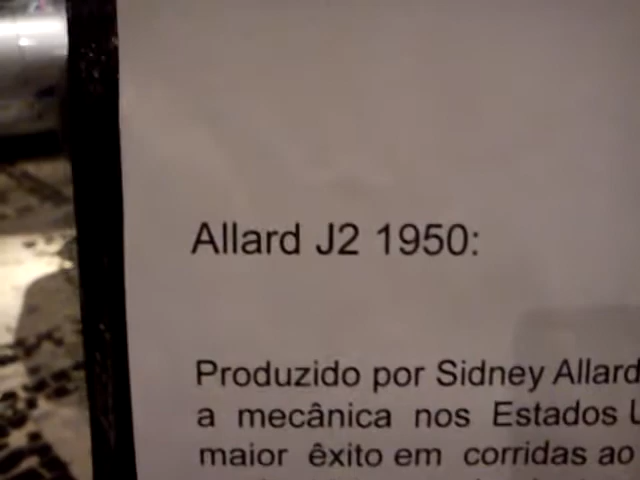 Allard J2 1950:
Produzido por Sidney Allard
a mecânica nos Estados
maior êxito em corridas ao